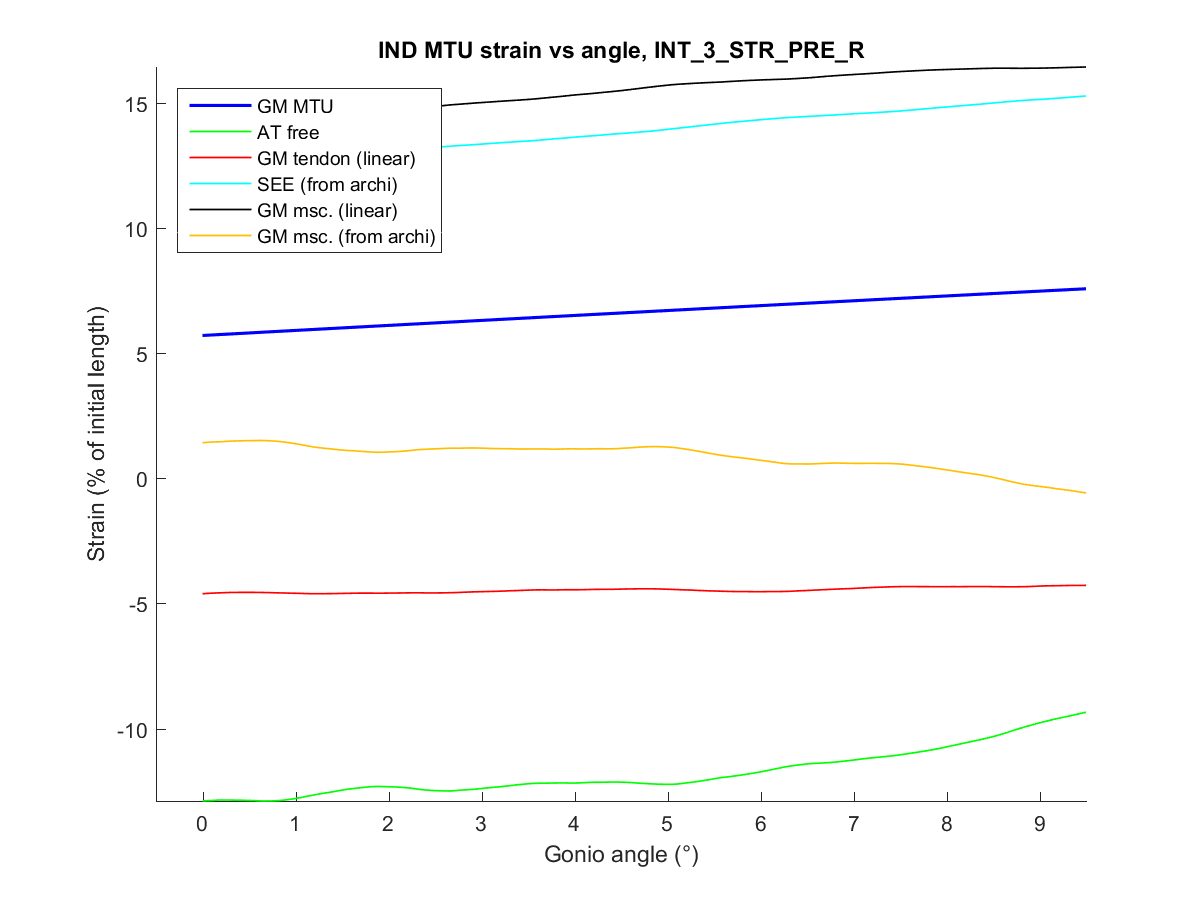 IND MTU strain vs angle, INT_3_STR_PRE_R
GM MTU
AT free
GM tendon (linear)
SEE (from archi)
GM msc. (linear)
GM msc. (from archi)
Strain (% of initial length)
15
10
5
0
-5
-10
0 1 2 3 4 5 6 7 8 9
Gonio angle (°)